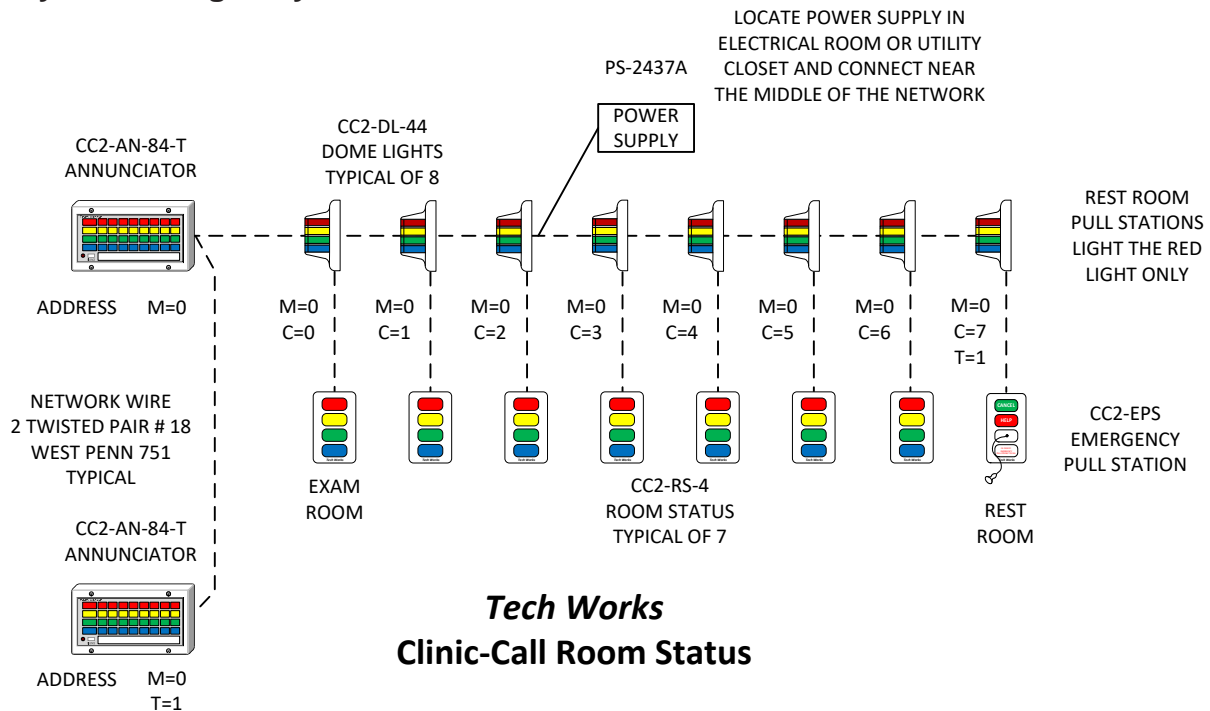 LOCATE POWER SUPPLY IN
ELECTRICAL ROOM OR UTILITY
CLOSET AND CONNECT NEAR
THE MIDDLE OF THE NETWORK
PS-2437A
POWER
SUPPLY
CC2-DL-44
DOME LIGHTS
TYPICAL OF 8
CC2-AN-84-T
ANNUNCIATOR
REST ROOM
PULL STATIONS
LIGHT THE RED
LIGHT ONLY
ADDRESS M=0
M=0
C=0
M=0
C=1
M=0
C=2
M=0
C=3
M=0
C=4
M=0
C=5
M=0
C=6
M=0
C=7
T=1
NETWORK WIRE
2 TWISTED PAIR # 18
WEST PENN 751
TYPICAL
CANCEL
HELP
CC2-EPS
EMERGENCY
PULL STATION
EXAM
ROOM
CC2-RS-4
ROOM STATUS
TYPICAL OF 7
REST
ROOM
CC2-AN-84-T
ANNUNCIATOR
ADDRESS M=0
T=1
Tech Works
Clinic-Call Room Status